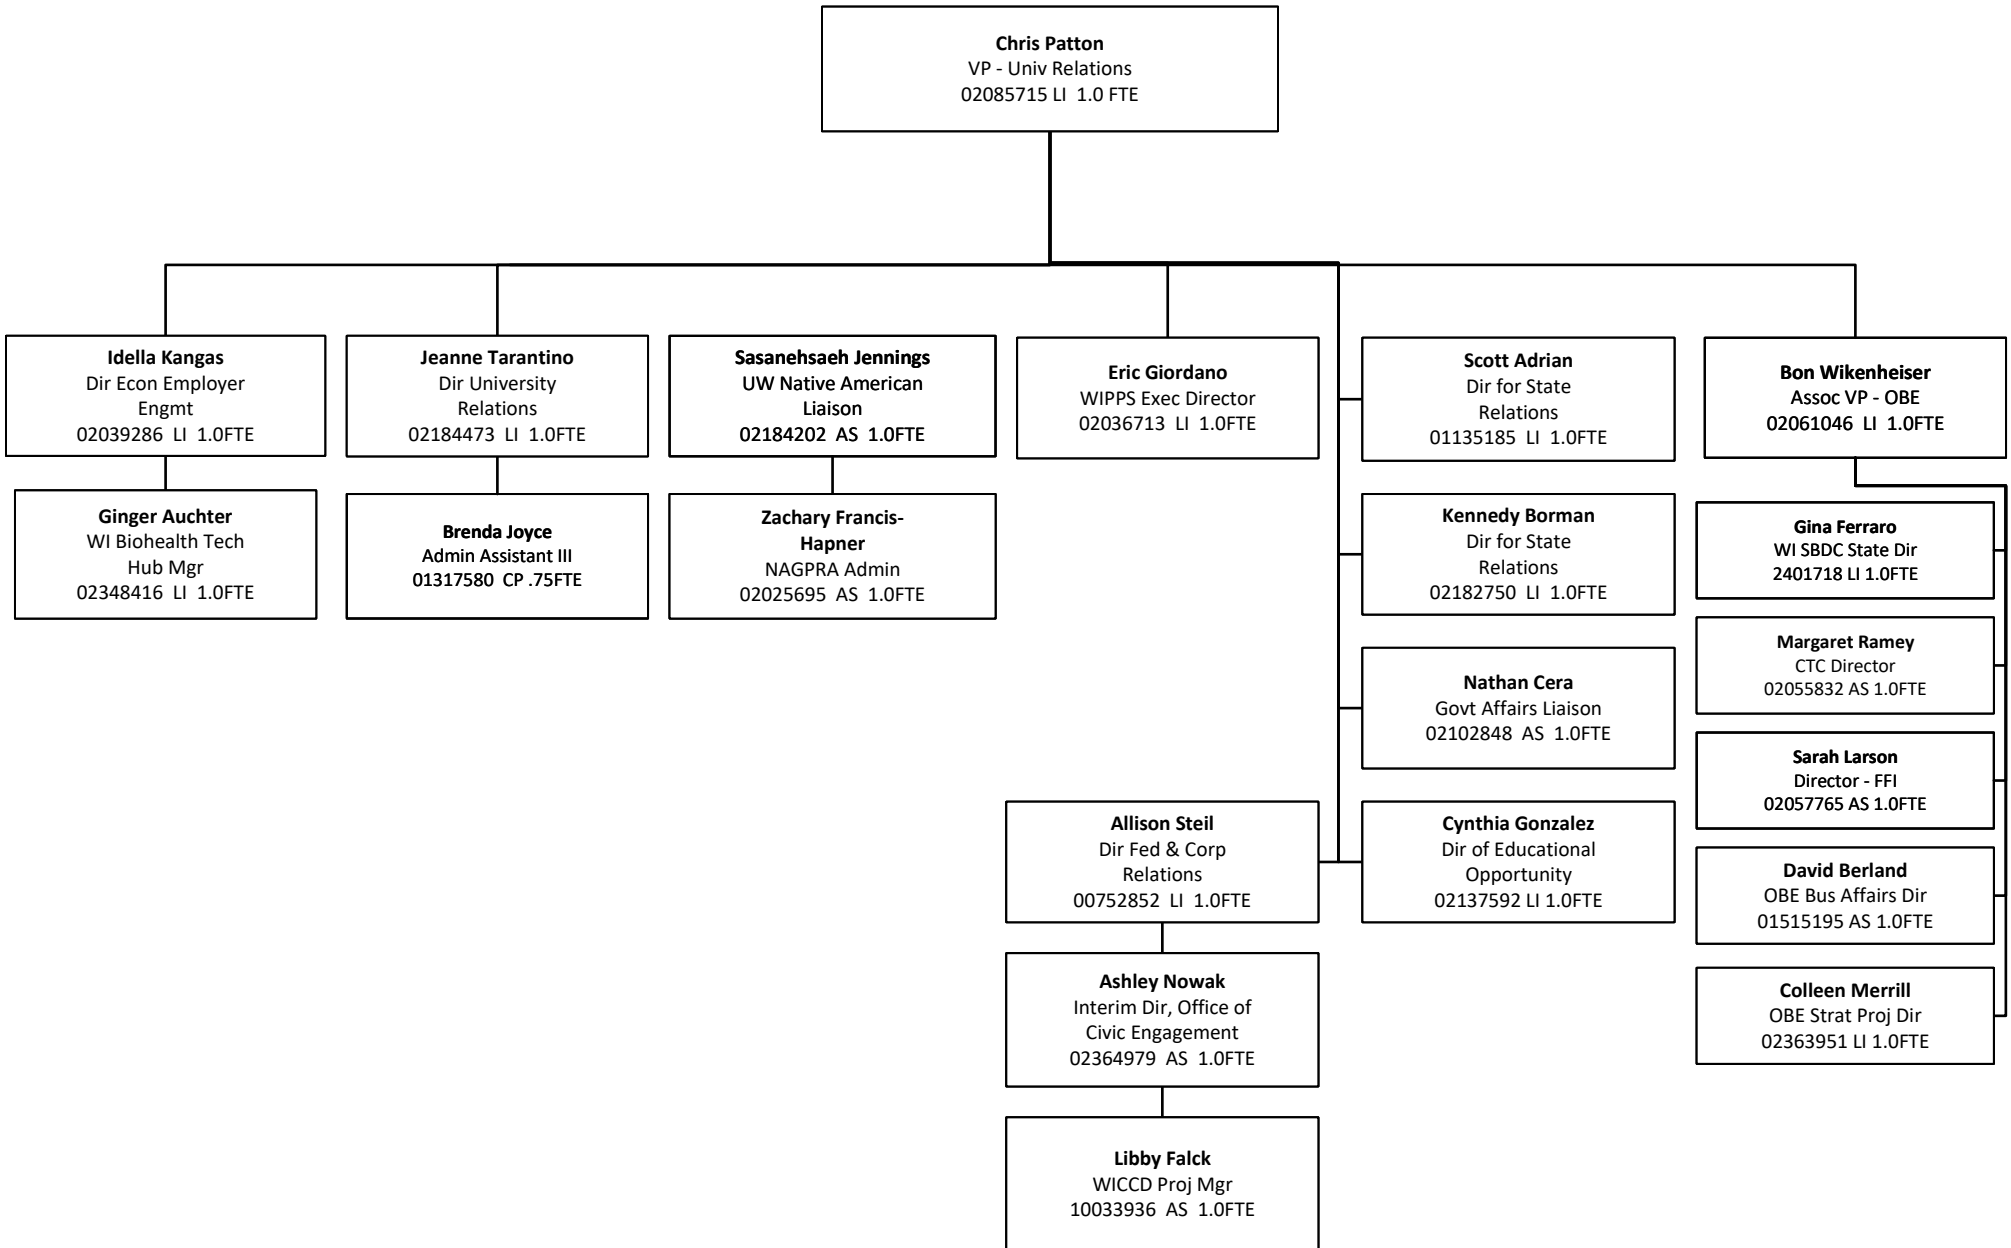 Chris Patton
VP - Univ Relations
02085715 LI 1.0 FTE
Idella Kangas
Dir Econ Employer
Engmt
02039286 LI 1.0FTE
Jeanne Tarantino
Dir University
Relations
02184473 LI 1.0FTE
Sasanehsaeh Jennings
UW Native American
Liaison
02184202 AS 1.0FTE
Eric Giordano
WIPPS Exec Director
02036713 LI 1.0FTE
Scott Adrian
Dir for State
Relations
01135185 LI 1.0FTE
Bon Wikenheiser
Assoc VP - OBE
02061046 LI 1.0FTE
Ginger Auchter
WI Biohealth Tech
Hub Mgr
02348416 LI 1.0FTE
Brenda Joyce
Admin Assistant III
01317580 CP .75FTE
Zachary Francis-
Hapner
NAGPRA Admin
02025695 AS 1.0FTE
Kennedy Borman
Dir for State
Relations
02182750 LI 1.0FTE
Gina Ferraro
WI SBDC State Dir
2401718 LI 1.0FTE
Margaret Ramey
CTC Director
02055832 AS 1.0FTE
Nathan Cera
Govt Affairs Liaison
02102848 AS 1.0FTE
Sarah Larson
Director - FFI
02057765 AS 1.0FTE
Allison Steil
Dir Fed & Corp
Relations
00752852 LI 1.0FTE
Cynthia Gonzalez
Dir of Educational
Opportunity
02137592 LI 1.0FTE
David Berland
OBE Bus Affairs Dir
01515195 AS 1.0FTE
Ashley Nowak
Interim Dir, Office of
Civic Engagement
02364979 AS 1.0FTE
Colleen Merrill
OBE Strat Proj Dir
02363951 LI 1.0FTE
Libby Falck
WICCD Proj Mgr
10033936 AS 1.0FTE